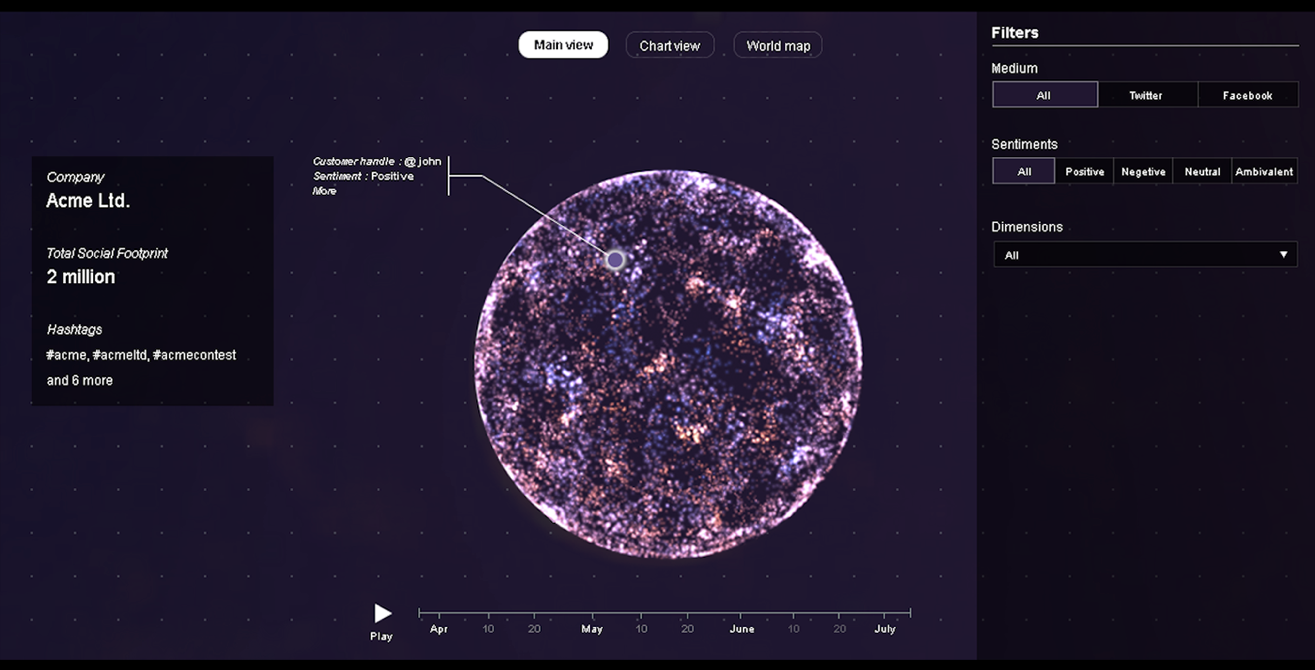 Main view
Chart view
World map
Company
Acme Ltd.
Total Social Footprint
2 million
Hashtags
#acme, #acmeltd, #acmecontest
and 6 more
Customer handle : @ john
Sentiment : Positive
More
Play
Apr 10 20 May 10 20 June 10 20 July
Filters
Medium
All Twitter Facebook
Sentiments
All Positive Negetive Neutral Ambivalent
Dimensions
All